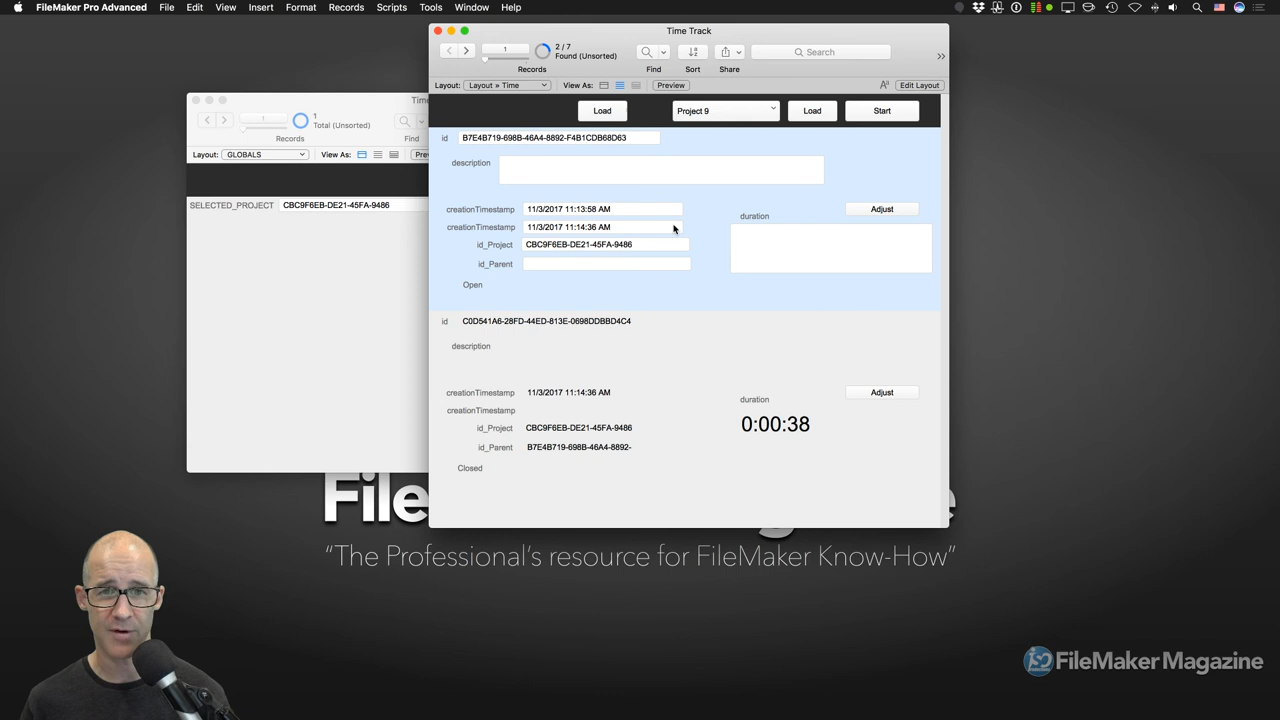 FileMaker Pro Advanced File Edit View Insert Format Records Scripts Tools Window Help
Time Track
1
2 / 7
Found (Unsorted)
Search
Records
Find
Sort
Share
Layout: Layout » Time
View As:
Preview
Edit Layout
Load
Project 9
Load
Start
id
B7E4B719-698B-46A4-8892-F4B1CDB68D63
description
creationTimestamp
11/3/2017 11:13:58 AM
Adjust
duration
creationTimestamp
11/3/2017 11:14:36 AM
id_Project
CBC9F6EB-DE21-45FA-9486
id_Parent
Open
id
C0D541A6-28FD-44ED-813E-0698DDBBD4C4
description
creationTimestamp
11/3/2017 11:14:36 AM
Adjust
duration
creationTimestamp
0:00:38
id_Project
CBC9F6EB-DE21-45FA-9486
id_Parent
B7E4B719-698B-46A4-8892-
Closed
1
1
Total (Unsorted)
Records
Find
Layout: GLOBALS
View As:
SELECTED_PROJECT
CBC9F6EB-DE21-45FA-9486
“The Professional’s resource for FileMaker Know-How”
FileMaker Magazine